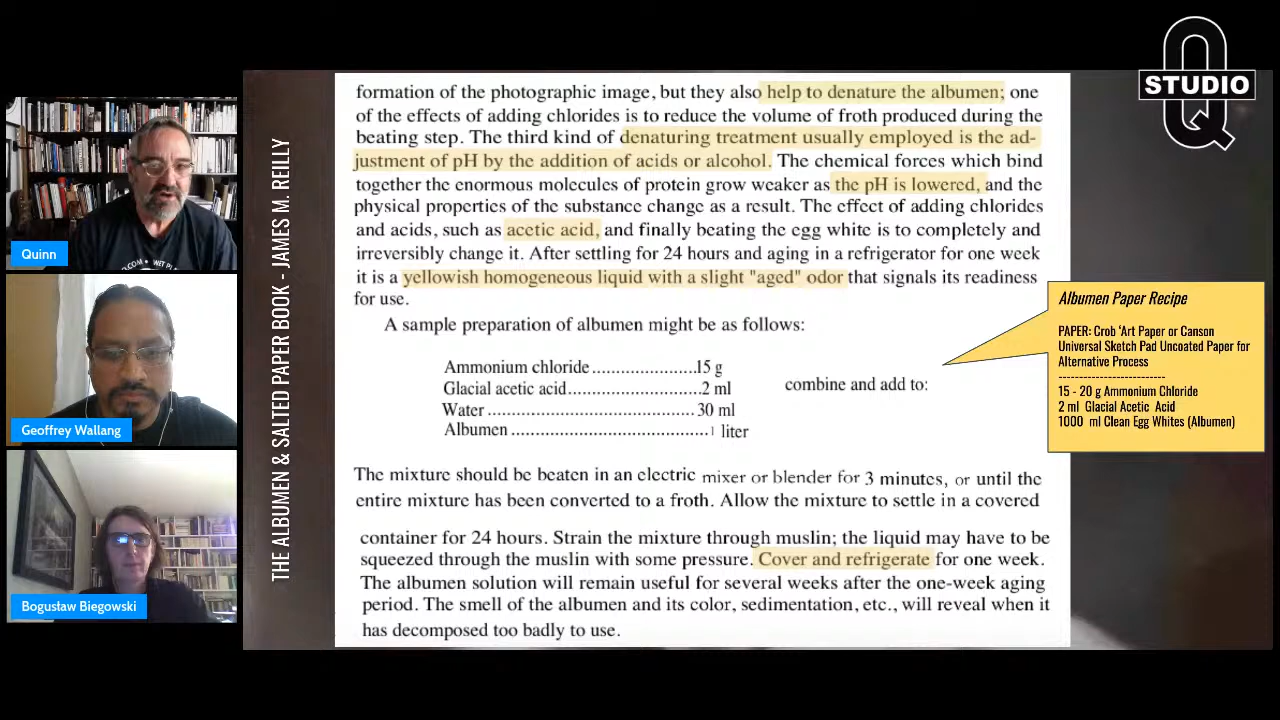 STUDIO
Q
THE ALBUMEN & SALTED PAPER BOOK - JAMES M. REILLY
formation of the photographic image, but they also help to denature the albumen; one
of the effects of adding chlorides is to reduce the volume of froth produced during the
beating step. The third kind of denaturing treatment usually employed is the ad-
justment of pH by the addition of acids or alcohol. The chemical forces which bind
together the enormous molecules of protein grow weaker as the pH is lowered, and the
physical properties of the substance change as a result. The effect of adding chlorides
and acids, such as acetic acid, and finally beating the egg white is to completely and
irreversibly change it. After settling for 24 hours and aging in a refrigerator for one week
it is a yellowish homogeneous liquid with a slight "aged" odor that signals its readiness
for use.
A sample preparation of albumen might be as follows:
Ammonium chloride......................15 g
Glacial acetic acid........................2 ml
Water.....................................30 ml
Albumen....................................1 liter
combine and add to:
The mixture should be beaten in an electric mixer or blender for 3 minutes, or until the
entire mixture has been converted to a froth. Allow the mixture to settle in a covered
container for 24 hours. Strain the mixture through muslin; the liquid may have to be
squeezed through the muslin with some pressure. Cover and refrigerate for one week.
The albumen solution will remain useful for several weeks after the one-week aging
period. The smell of the albumen and its color, sedimentation, etc., will reveal when it
has decomposed too badly to use.
Albumen Paper Recipe
PAPER: Crob 'Art Paper or Canson
Universal Sketch Pad Uncoated Paper for
Alternative Process
--------------------------
15 - 20 g Ammonium Chloride
2 ml Glacial Acetic Acid
1000 ml Clean Egg Whites (Albumen)
Quinn
Geoffrey Wallang
Bogusław Biegowski